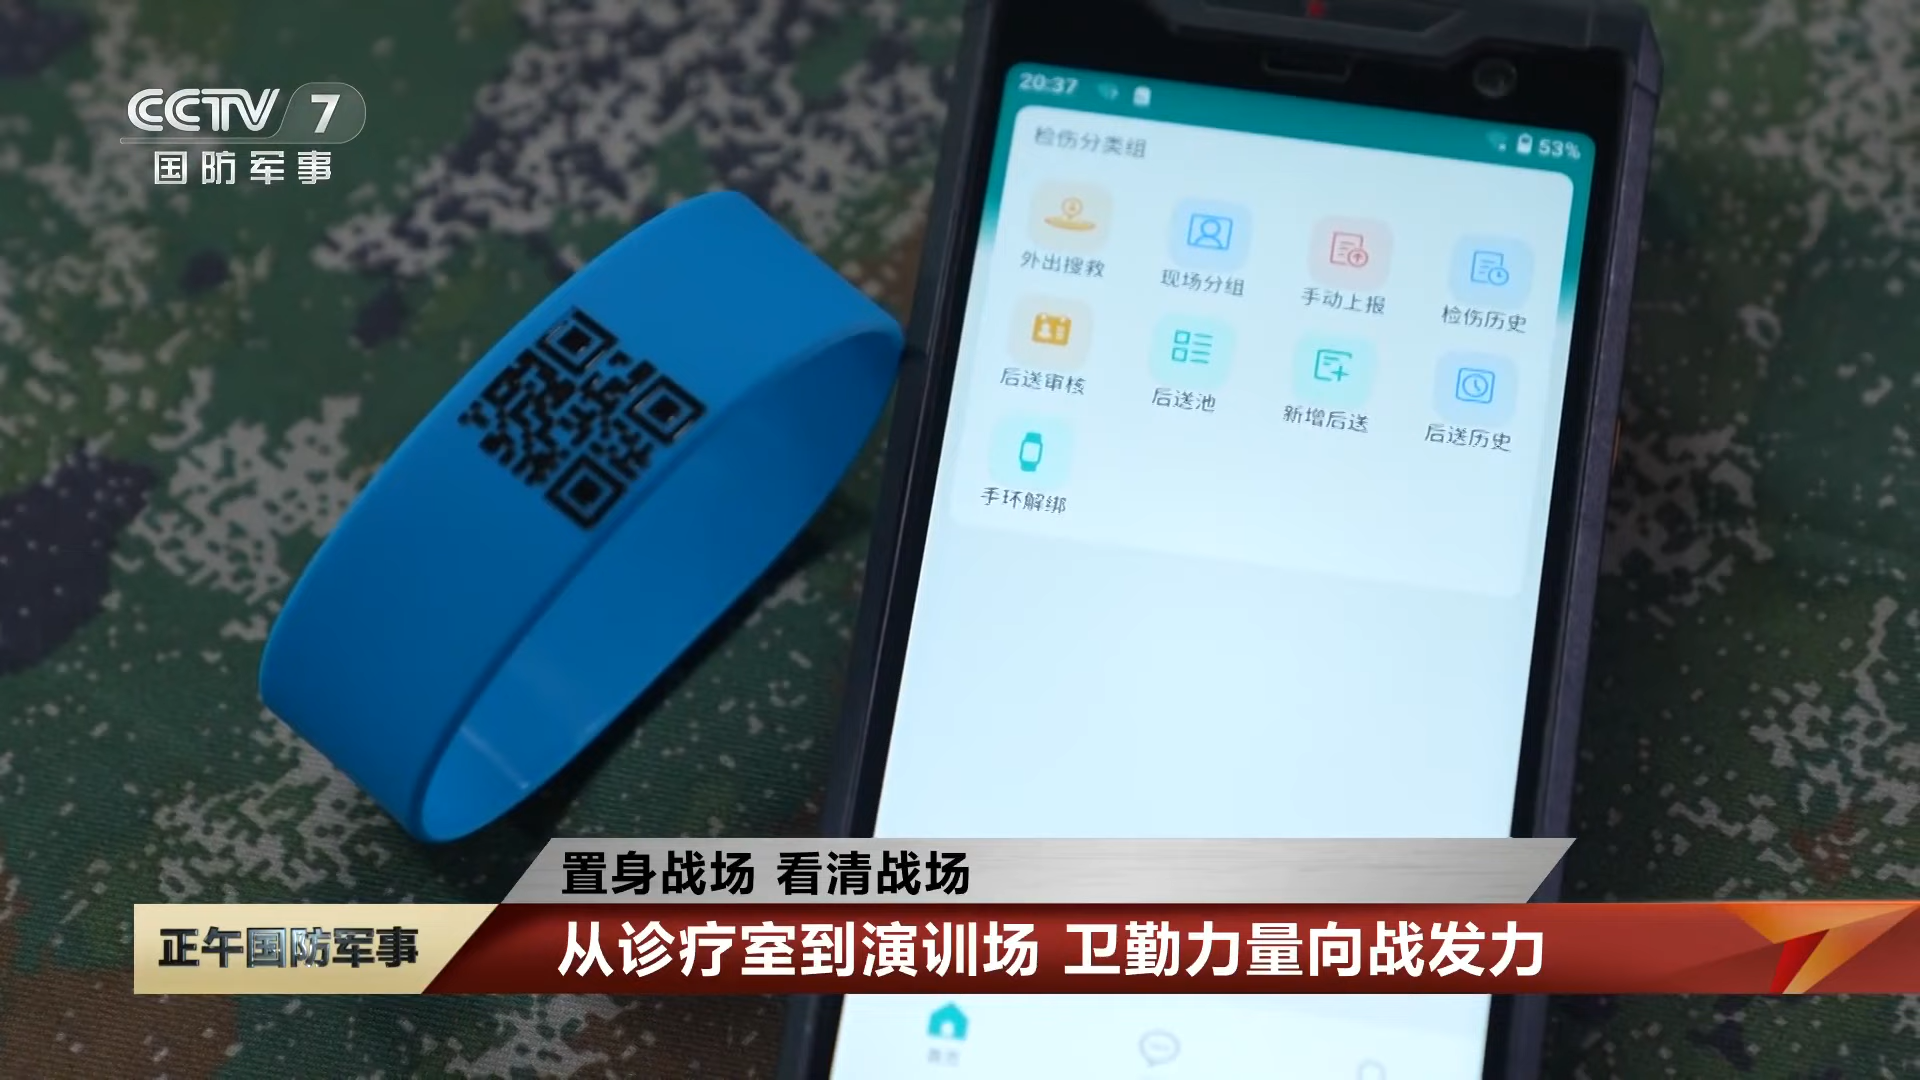 CCTV 7
国防军事
20:37
53%
检伤分类组
外出搜救
现场分组
手动上报
检伤历史
后送审核
后送池
新增后送
后送历史
手环解绑
置身战场 看清战场
正午国防军事
从诊疗室到演训场 卫勤力量向战发力
首页